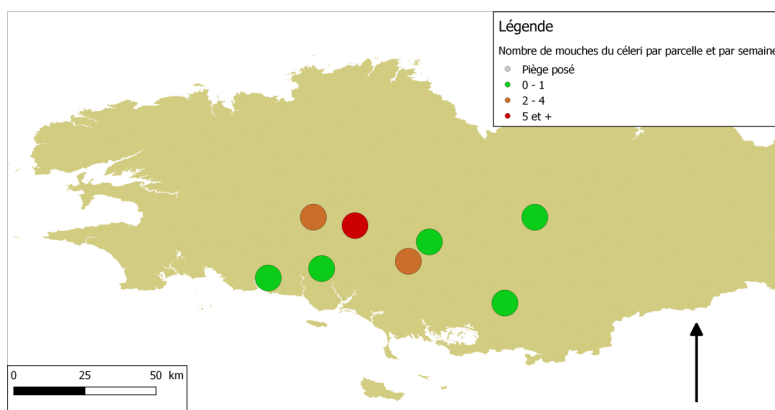 Légende
Nombre de mouches du céleri par parcelle et par semaine
Piège posé
0 - 1
2 - 4
5 et +
0 25 50 km